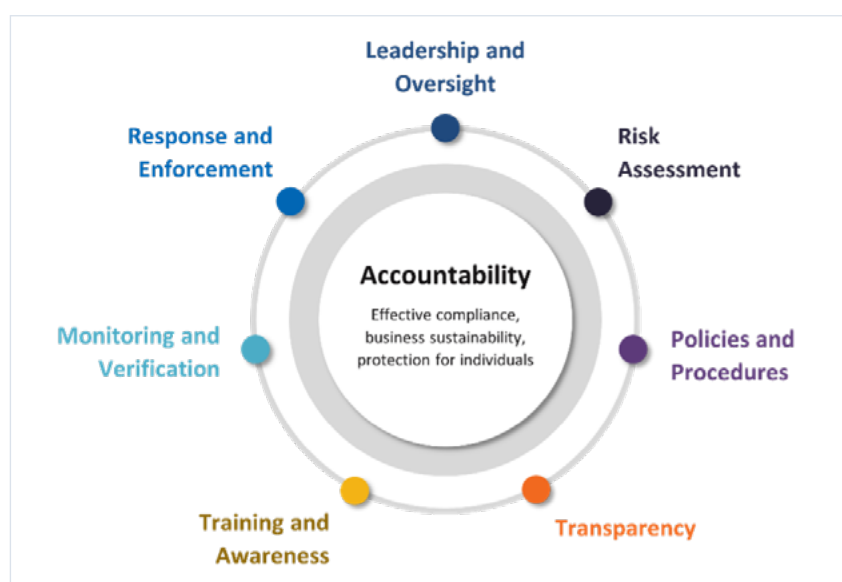 Leadership and
Oversight
Response and
Enforcement
Risk
Assessment
Accountability
Effective compliance,
business sustainability,
protection for individuals
Monitoring and
Verification
Policies and
Procedures
Training and
Awareness
Transparency